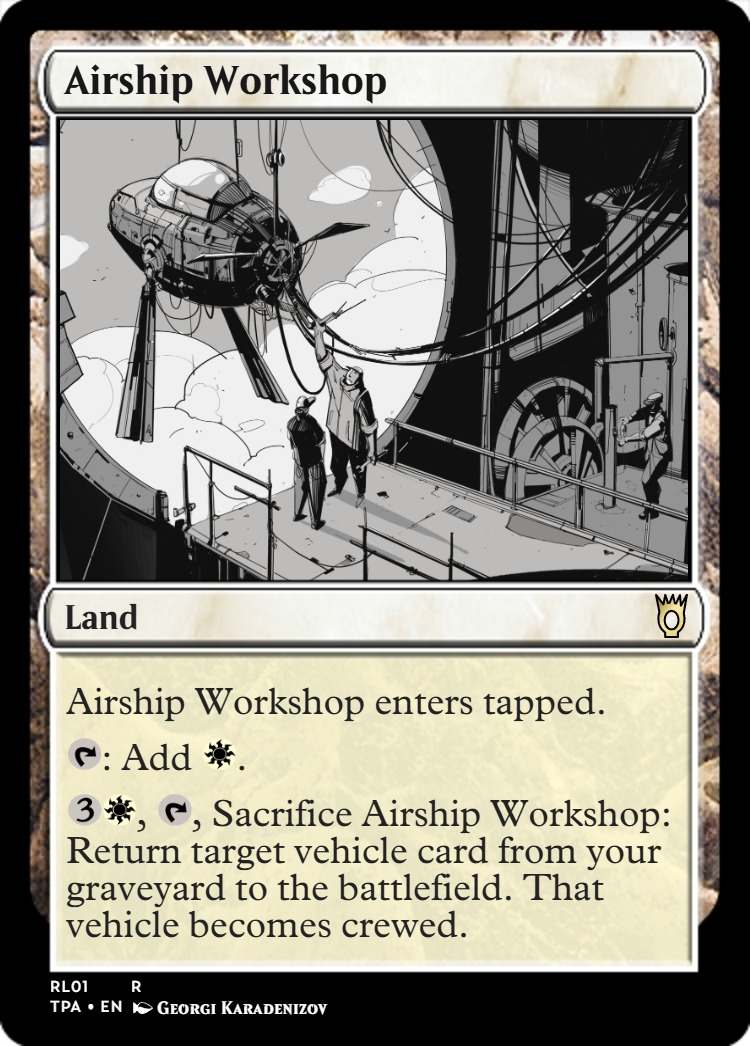 Airship Workshop
Land
Airship Workshop enters tapped.
: Add .
3, , Sacrifice Airship Workshop:
Return target vehicle card from your
graveyard to the battlefield. That
vehicle becomes crewed.
RL01 R
TPA • EN Georgi Karadenizov